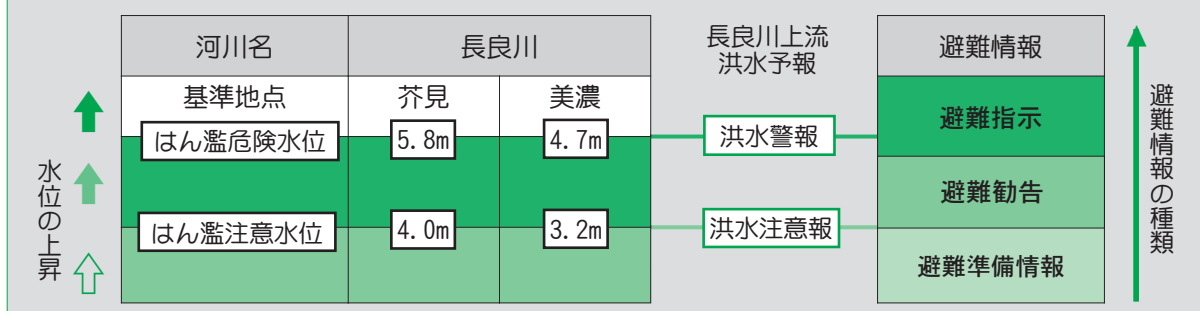 河川名
長良川
長良川上流
洪水予報
避難情報
基準地点
芥見
美濃
はん濫危険水位
5.8m
4.7m
洪水警報
避難指示
避難勧告
はん濫注意水位
4.0m
3.2m
洪水注意報
避難準備情報
水位の上昇
避難情報の種類